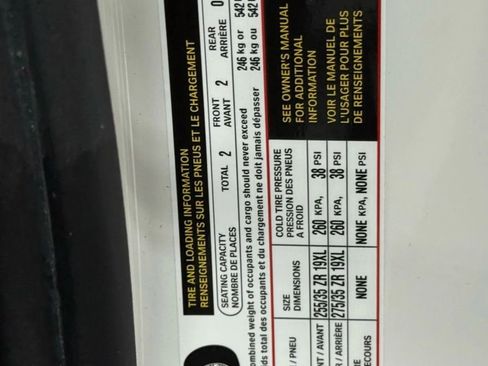 TIRE AND LOADING INFORMATION
RENSEIGNEMENTS SUR LES PNEUS ET LE CHARGEMENT
SEATING CAPACITY
NOMBRE DE PLACES
TOTAL 2
FRONT
AVANT 2
REAR
ARRIÈRE 0
combined weight of occupants and cargo should never exceed 246 kg or 542
total des occupants et du chargement ne doit jamais dépasser 246 kg ou 542
/ PNEU
SIZE
DIMENSIONS
COLD TIRE PRESSURE
PRESSION DES PNEUS
A FROID
SEE OWNER'S MANUAL
FOR ADDITIONAL
INFORMATION
VOIR LE MANUEL DE
L'USAGER POUR PLUS
DE RENSEIGNEMENTS
/ AVANT 255/35 ZR 19XL 260 KPA, 38 PSI
/ ARRIÈRE 275/35 ZR 19XL 260 KPA, 38 PSI
NONE NONE KPA, NONE PSI